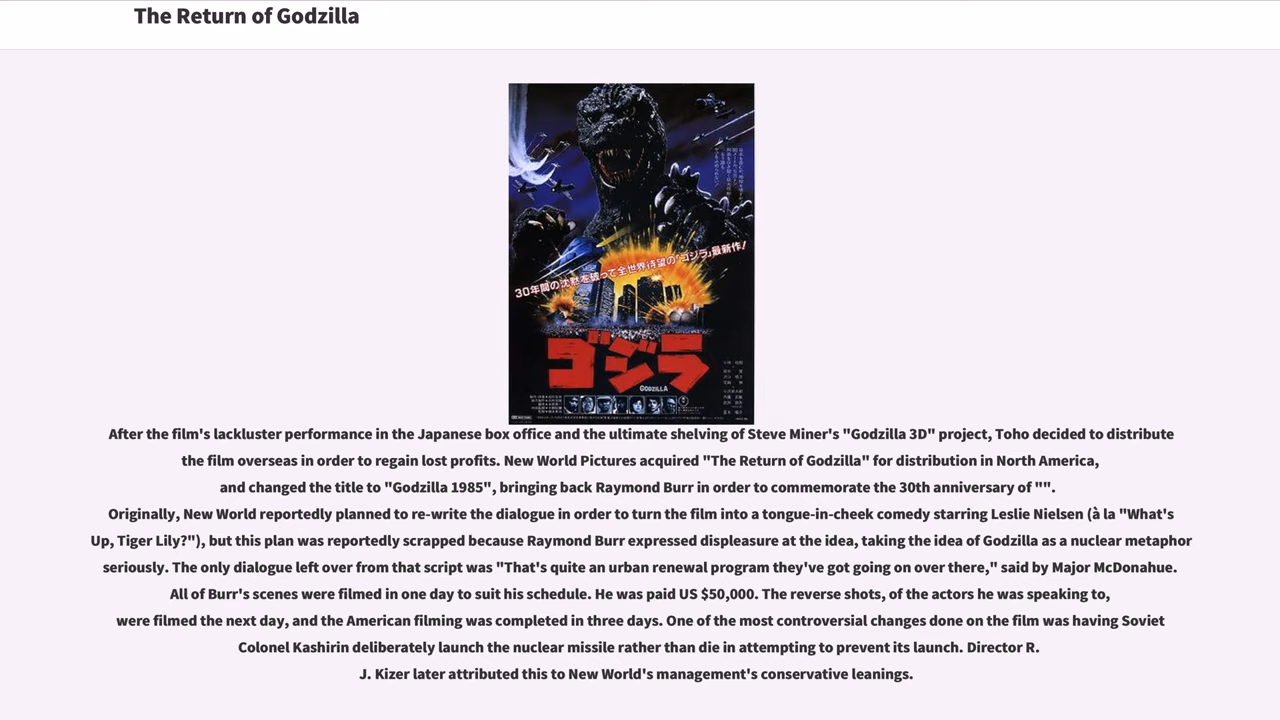 The Return of Godzilla
30年間の沈黙を破って全世界待望の「ゴジラ」最新作!
ゴジラ
GODZILLA
After the film's lackluster performance in the Japanese box office and the ultimate shelving of Steve Miner's "Godzilla 3D" project, Toho decided to distribute
the film overseas in order to regain lost profits. New World Pictures acquired "The Return of Godzilla" for distribution in North America,
and changed the title to "Godzilla 1985", bringing back Raymond Burr in order to commemorate the 30th anniversary of "".
Originally, New World reportedly planned to re-write the dialogue in order to turn the film into a tongue-in-cheek comedy starring Leslie Nielsen (à la "What's
Up, Tiger Lily?"), but this plan was reportedly scrapped because Raymond Burr expressed displeasure at the idea, taking the idea of Godzilla as a nuclear metaphor
seriously. The only dialogue left over from that script was "That's quite an urban renewal program they've got going on over there," said by Major McDonahue.
All of Burr's scenes were filmed in one day to suit his schedule. He was paid US $50,000. The reverse shots, of the actors he was speaking to,
were filmed the next day, and the American filming was completed in three days. One of the most controversial changes done on the film was having Soviet
Colonel Kashirin deliberately launch the nuclear missile rather than die in attempting to prevent its launch. Director R.
J. Kizer later attributed this to New World's management's conservative leanings.